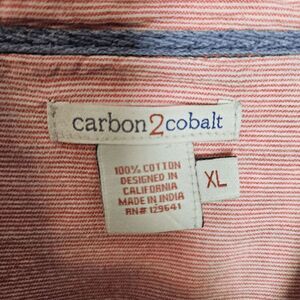 carbon2cobalt
100% COTTON
DESIGNED IN
CALIFORNIA
MADE IN INDIA
RN# 129641
XL